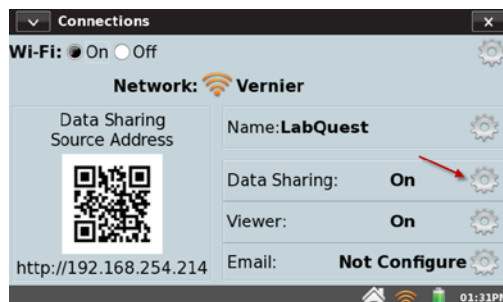 Connections
Wi-Fi: On Off
Network: Vernier
Data Sharing
Source Address
http://192.168.254.214
Name:LabQuest
Data Sharing: On
Viewer: On
Email: Not Configure
01:31P